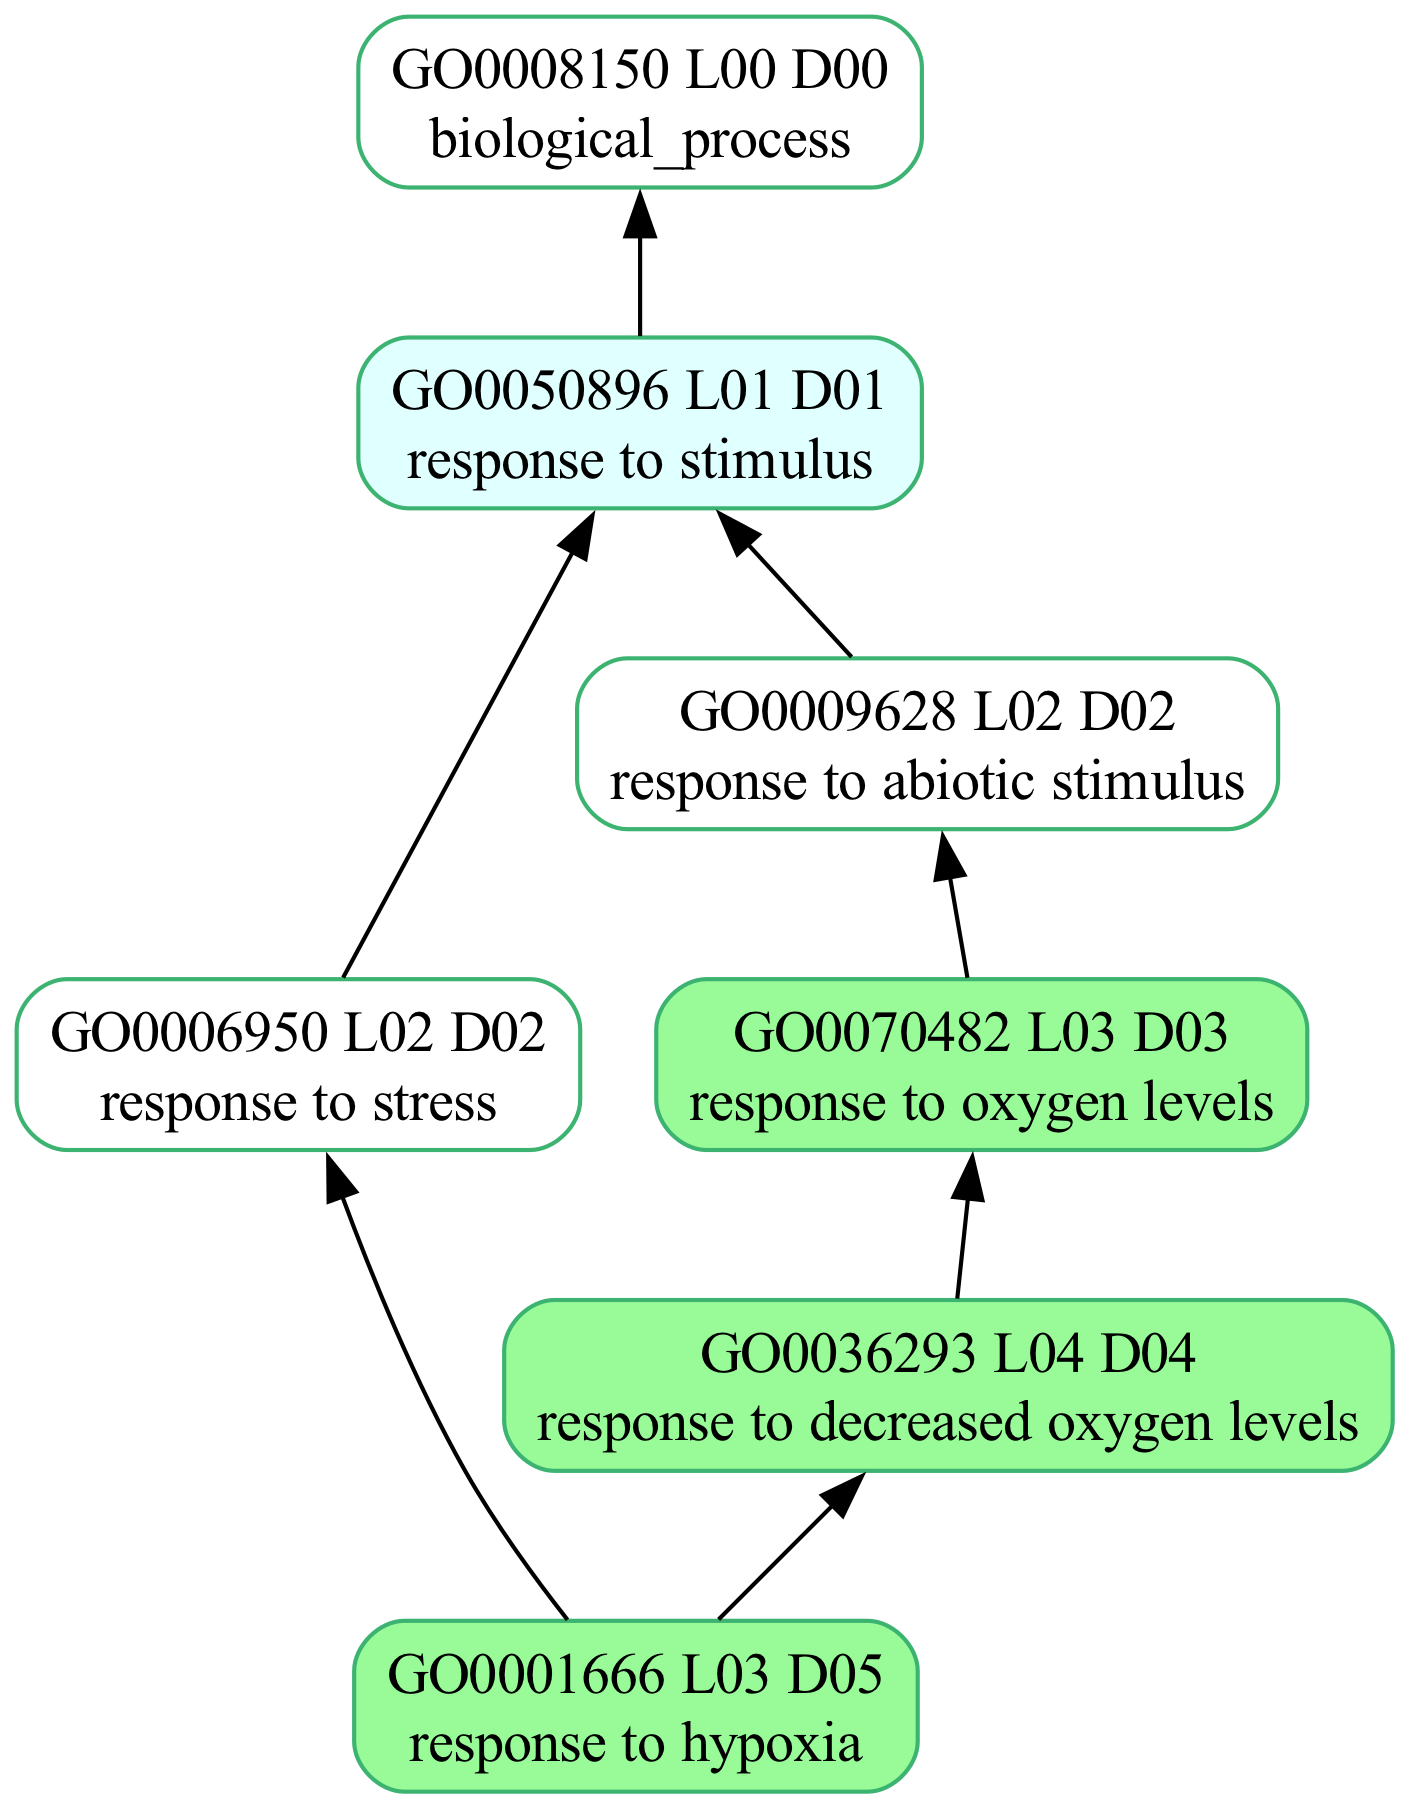 GO0008150 L00 D00
biological_process
GO0050896 L01 D01
response to stimulus
GO0009628 L02 D02
response to abiotic stimulus
GO0006950 L02 D02
response to stress
GO0070482 L03 D03
response to oxygen levels
GO0036293 L04 D04
response to decreased oxygen levels
GO0001666 L03 D05
response to hypoxia